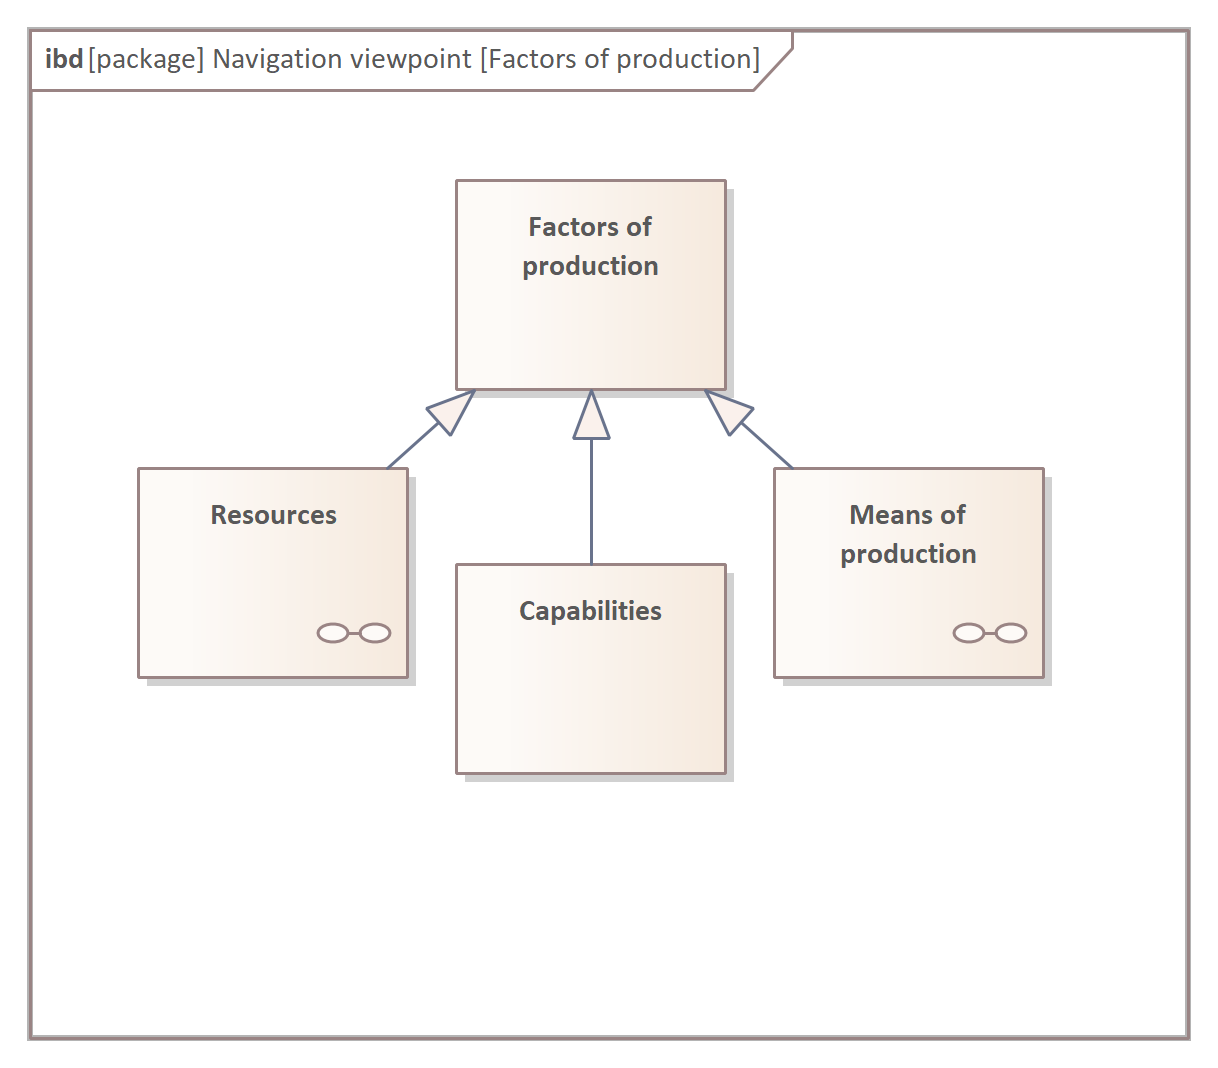 ibd [package] Navigation viewpoint [Factors of production]
Factors of
production
Resources
Means of
production
Capabilities